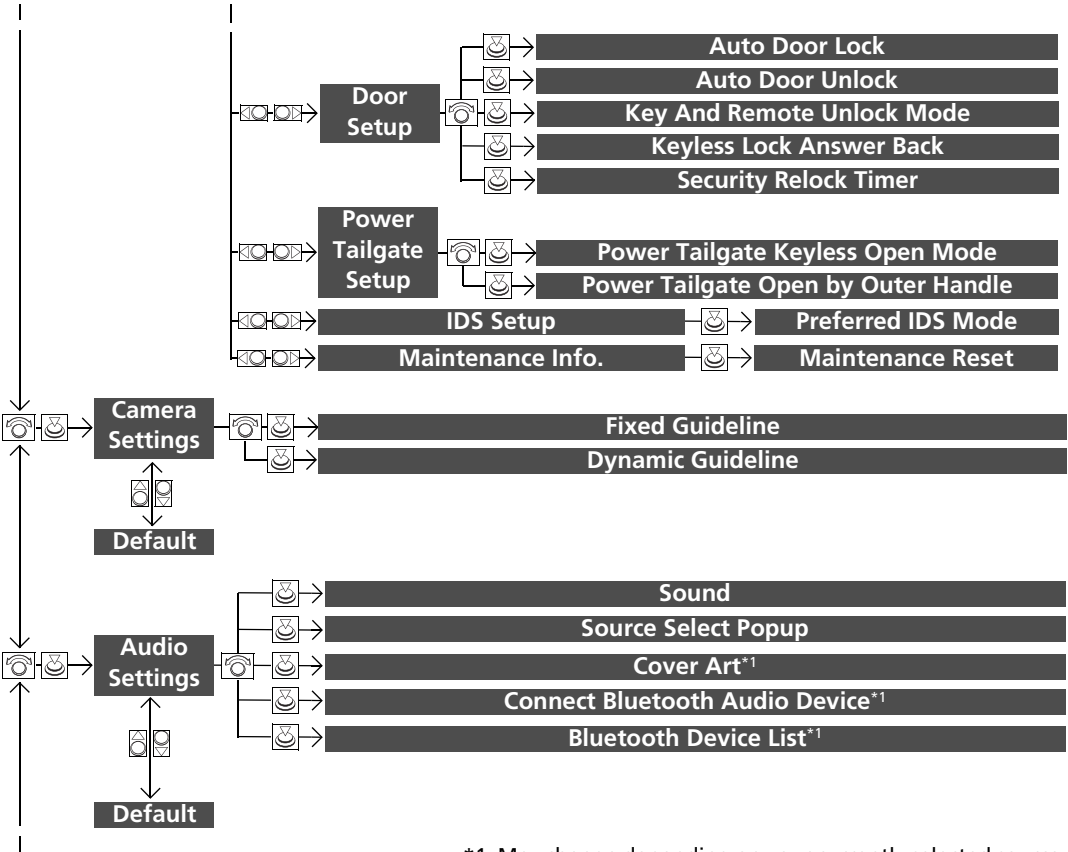 Door
Setup
Auto Door Lock
Auto Door Unlock
Key And Remote Unlock Mode
Keyless Lock Answer Back
Security Relock Timer
Power
Tailgate
Setup
Power Tailgate Keyless Open Mode
Power Tailgate Open by Outer Handle
IDS Setup
Preferred IDS Mode
Maintenance Info.
Maintenance Reset
Camera
Settings
Fixed Guideline
Dynamic Guideline
Default
Audio
Settings
Sound
Source Select Popup
Cover Art*1
Connect Bluetooth Audio Device*1
Bluetooth Device List*1
Default